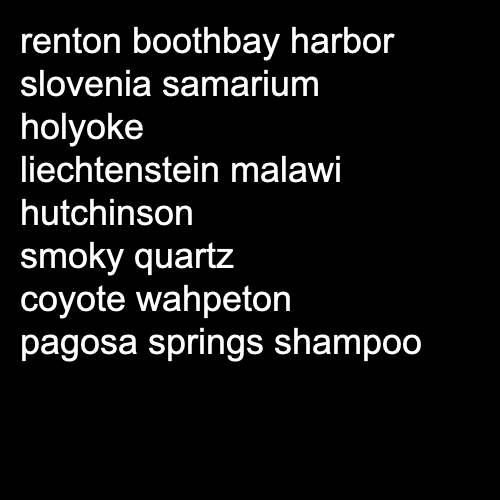 renton boothbay harbor
slovenia samarium
holyoke
liechtenstein malawi
hutchinson
smoky quartz
coyote wahpeton
pagosa springs shampoo